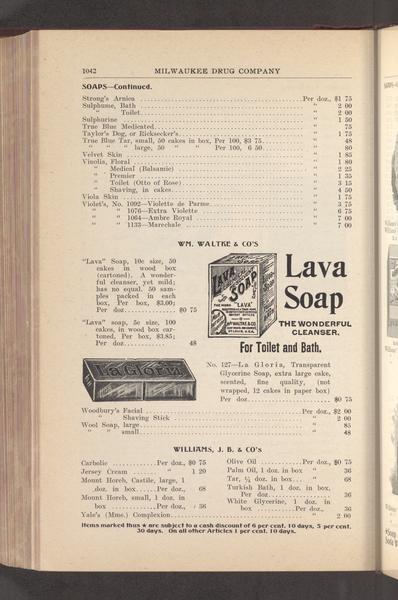 1042 MILWAUKEE DRUG COMPANY
SOAPS—Continued.
Strong's Arnica Per doz., $1 75
Sulphume, Bath " 2 00
" Toilet " 2 00
Sulphurine " 1 50
True Blue Medicated " 75
Taylor's Dog, or Ricksecker's " 1 75
True Blue Tar, small, 50 cakes in box, Per 100, $3 75 " 48
" " " large, 50 " " Per 100, 6 50 " 80
Velvet Skin " 1 85
Vinolia, Floral " 1 80
" Medical (Balsamic) " 2 25
" Premier " 1 35
" Toilet (Otto of Rose) " 3 15
" Shaving, in cakes " 4 50
Viola Skin " 1 75
Violet's, No. 1092—Violette de Parme " 3 75
" " 1076—Extra Violette " 6 75
" " 1064—Ambre Royal " 7 00
" " 1133—Marechale " 7 00
WM. WALTKE & CO'S
"Lava" Soap, 10c size, 50
cakes in wood box
(cartoned). A wonder-
ful cleanser, yet mild;
has no equal. 50 sam-
ples packed in each
box, Per box, $3.00;
Per doz $0 75
"Lava" soap, 5c size, 100
cakes, in wood box car-
toned, Per box, $3.85;
Per doz 48
LAVA
SOAP
"LAVA"
WM WALTKE & CO
ST. LOUIS, U.S.A.
Lava
Soap
THE WONDERFUL
CLEANSER.
For Toilet and Bath.
La Gloria
No. 127—La Gloria, Transparent
Glycerine Soap, extra large cake,
scented, fine quality, (not
wrapped, 12 cakes in paper box)
Per doz $0 75
Woodbury's Facial Per doz., $2 00
" Shaving Stick " 2 00
Wool Soap, large " 85
" " small " 48
WILLIAMS, J. B. & CO'S
Carbolic Per doz., $0 75
Jersey Cream " 1 20
Mount Horeb, Castile, large, 1
doz. in box Per doz., 68
Mount Horeb, small, 1 doz. in
box Per doz., 36
Yale's (Mme.) Complexion " 2 00
Olive Oil Per doz., $0 75
Palm Oil, 1 doz. in box " 36
Tar, ¼ doz. in box " 68
Turkish Bath, 1 doz. in box.
Per doz 36
White Glycerine, 1 doz. in
box Per doz. 36
Items marked thus ★ are subject to a cash discount of 6 per cent. 10 days, 5 per cent.
30 days. On all other Articles 1 per cent. 10 days.